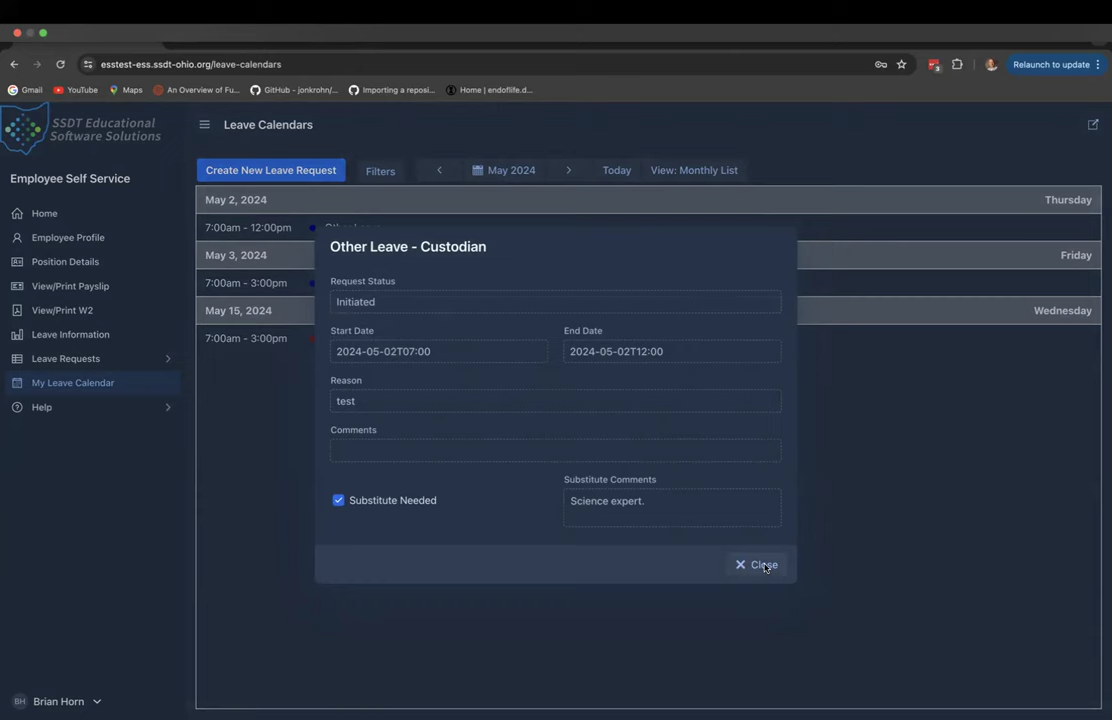 esstest-ess.ssdt-ohio.org/leave-calendars
3
Relaunch to update
Gmail
YouTube
Maps
An Overview of Fu...
GitHub - jonkrohn/...
Importing a reposi...
Home | endoflife.d...
SSDT Educational
Software Solutions
Leave Calendars
Employee Self Service
Home
Employee Profile
Position Details
View/Print Payslip
View/Print W2
Leave Information
Leave Requests
My Leave Calendar
Help
BH Brian Horn
Create New Leave Request
Filters
May 2024
Today
View: Monthly List
May 2, 2024 Thursday
7:00am - 12:00pm Other Leave
May 3, 2024 Friday
7:00am - 3:00pm
May 15, 2024 Wednesday
7:00am - 3:00pm
Other Leave - Custodian
Request Status
Initiated
Start Date End Date
2024-05-02T07:00 2024-05-02T12:00
Reason
test
Comments
Substitute Comments
Substitute Needed Science expert.
Close